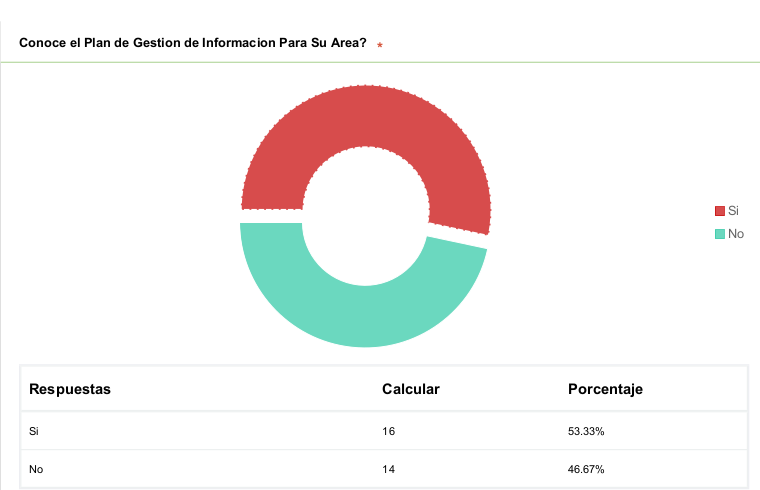 Conoce el Plan de Gestion de Informacion Para Su Area? *
Si
No
Respuestas Calcular Porcentaje
Si 16 53.33%
No 14 46.67%